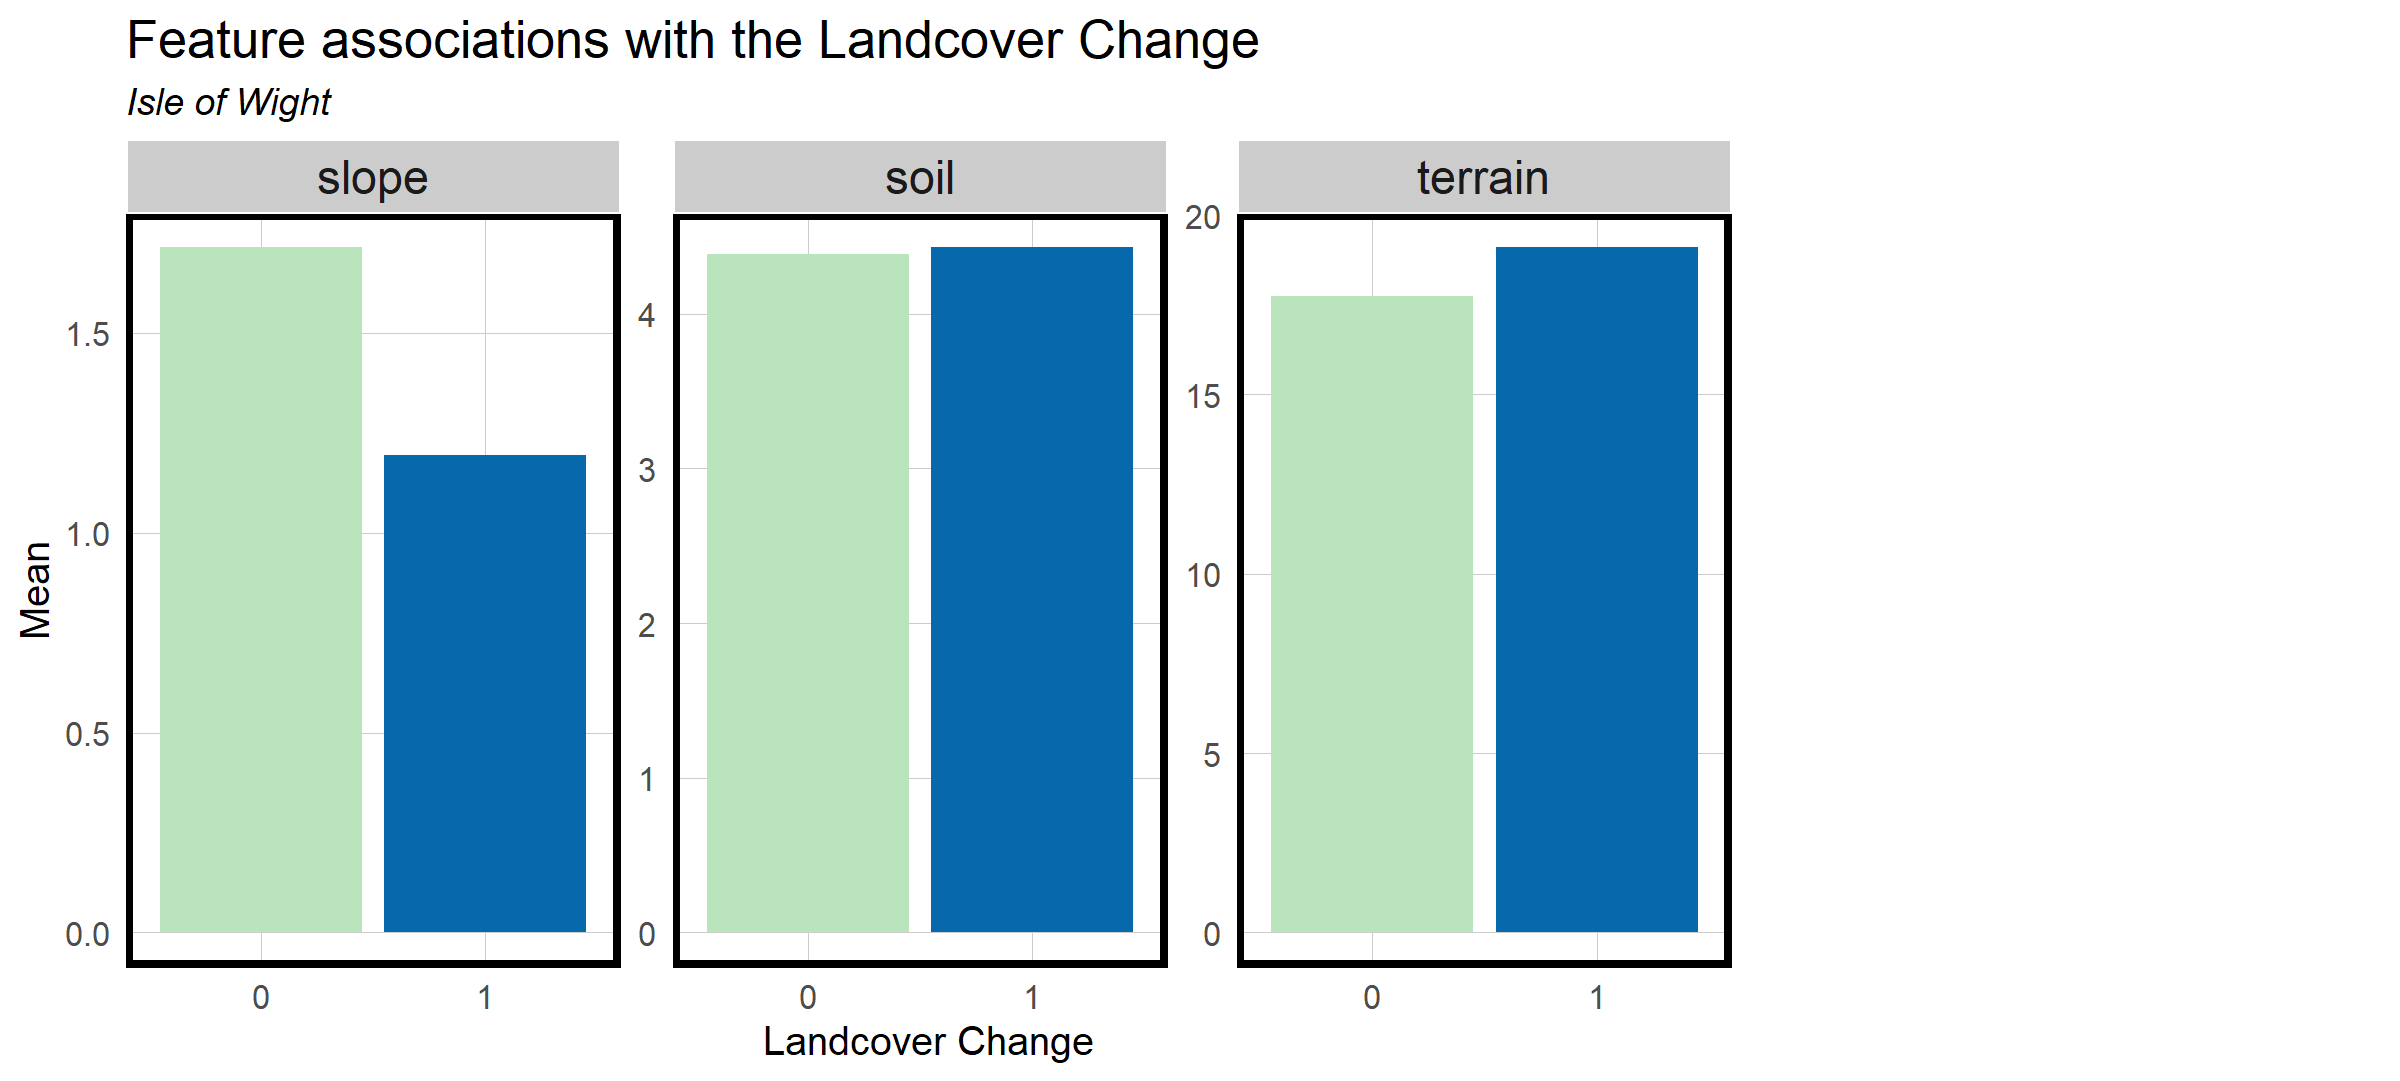 Feature associations with the Landcover Change
Isle of Wight
slope
soil
terrain
Mean
1.5
1.0
0.5
0.0
4
3
2
1
0
20
15
10
5
0
0 1
0 1
0 1
Landcover Change